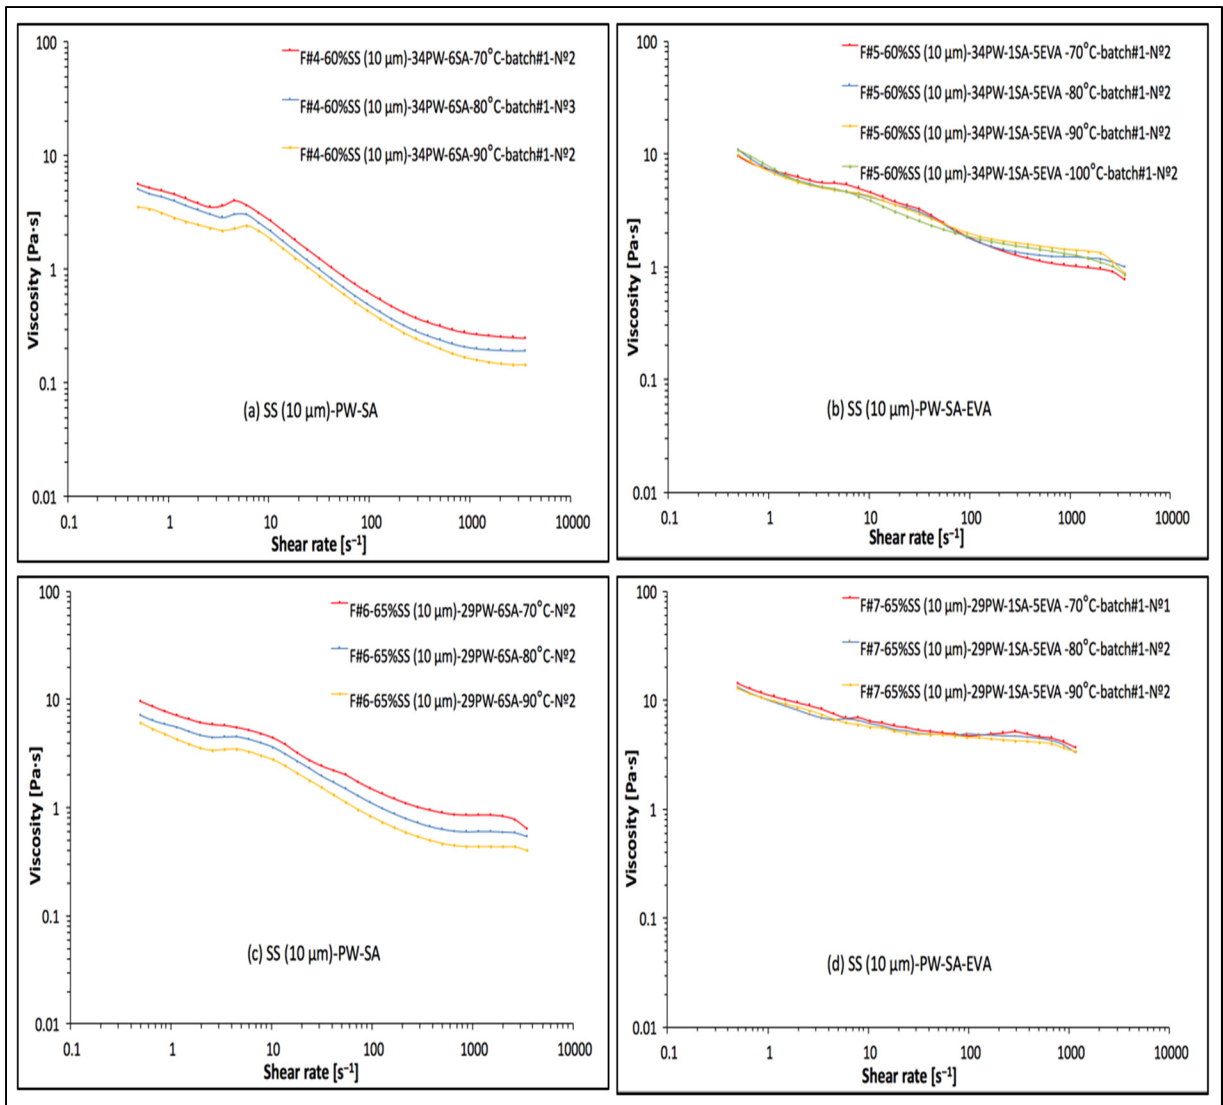 100
10
1
0.1
0.01
0.1
1
10
100
1000
10000
Viscosity [Pa·s]
Shear rate [s⁻¹]
F#4-60%SS (10 µm)-34PW-6SA-70°C-batch#1-Nº2
F#4-60%SS (10 µm)-34PW-6SA-80°C-batch#1-Nº3
F#4-60%SS (10 µm)-34PW-6SA-90°C-batch#1-Nº2
(a) SS (10 µm)-PW-SA
100
10
1
0.1
0.01
0.1
1
10
100
1000
10000
Viscosity [Pa·s]
Shear rate [s⁻¹]
F#5-60%SS (10 µm)-34PW-1SA-5EVA -70°C-batch#1-Nº2
F#5-60%SS (10 µm)-34PW-1SA-5EVA -80°C-batch#1-Nº2
F#5-60%SS (10 µm)-34PW-1SA-5EVA -90°C-batch#1-Nº2
F#5-60%SS (10 µm)-34PW-1SA-5EVA -100°C-batch#1-Nº2
(b) SS (10 µm)-PW-SA-EVA
100
10
1
0.1
0.01
0.1
1
10
100
1000
10000
Viscosity [Pa·s]
Shear rate [s⁻¹]
F#6-65%SS (10 µm)-29PW-6SA-70°C-Nº2
F#6-65%SS (10 µm)-29PW-6SA-80°C-Nº2
F#6-65%SS (10 µm)-29PW-6SA-90°C-Nº2
(c) SS (10 µm)-PW-SA
100
10
1
0.1
0.01
0.1
1
10
100
1000
10000
Viscosity [Pa·s]
Shear rate [s⁻¹]
F#7-65%SS (10 µm)-29PW-1SA-5EVA -70°C-batch#1-Nº1
F#7-65%SS (10 µm)-29PW-1SA-5EVA -80°C-batch#1-Nº2
F#7-65%SS (10 µm)-29PW-1SA-5EVA -90°C-batch#1-Nº2
(d) SS (10 µm)-PW-SA-EVA